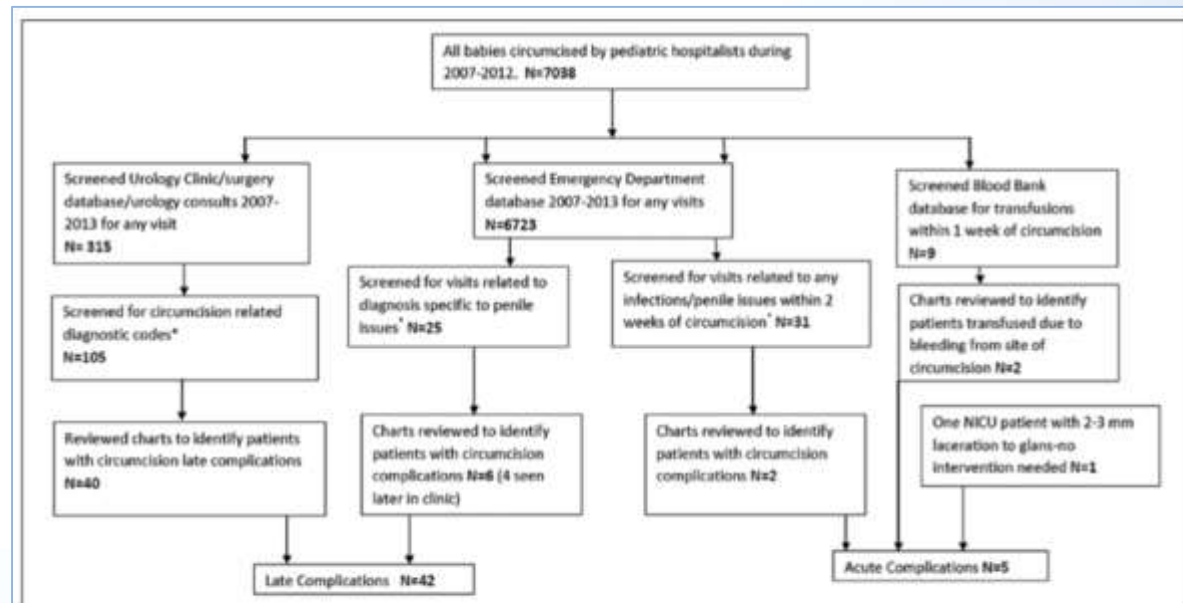 All babies circumcised by pediatric hospitalists during
2007-2012. N=7038
Screened Urology Clinic/surgery
database/urology consults 2007-
2013 for any visit
N= 315
Screened Emergency Department
database 2007-2013 for any visits
N=6723
Screened Blood Bank
database for transfusions
within 1 week of circumcision
N=9
Screened for circumcision related
diagnostic codes*
N=105
Screened for visits related to
diagnosis specific to penile
issues* N=25
Screened for visits related to any
infections/penile issues within 2
weeks of circumcision* N=31
Charts reviewed to identify
patients transfused due to
bleeding from site of
circumcision N=2
Reviewed charts to identify patients
with circumcision late complications
N=40
Charts reviewed to identify
patients with circumcision
complications N=6 (4 seen
later in clinic)
Charts reviewed to identify
patients with circumcision
complications N=2
One NICU patient with 2-3 mm
laceration to glans-no
intervention needed N=1
Late Complications N=42
Acute Complications N=5